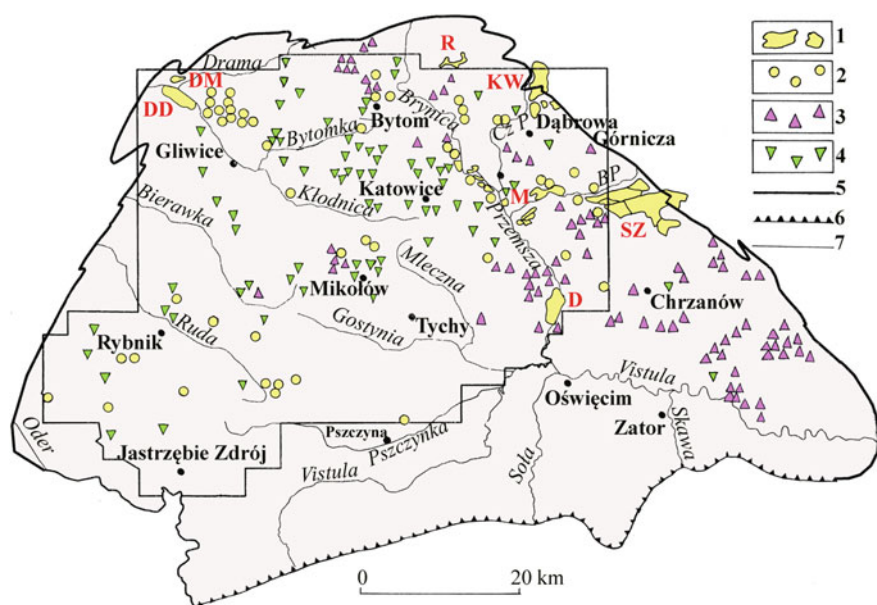 R
1
Drama
DM
KW
2
DD
Brynica
3
Bytom
Cz P
Dąbrowa
Górnicza
4
Bytomka
Gliwice
BP
5
Katowice
M
Bierawka
Kłodnica
Przemsza
6
SZ
7
Mleczna
Mikołów
D
Chrzanów
Gostynia
Tychy
Ruda
Rybnik
Vistula
Oświęcim
Oder
Pszczyna
Zator
Skawa
Pszczynka
Jastrzębie Zdrój
Soła
Vistula
0 20 km